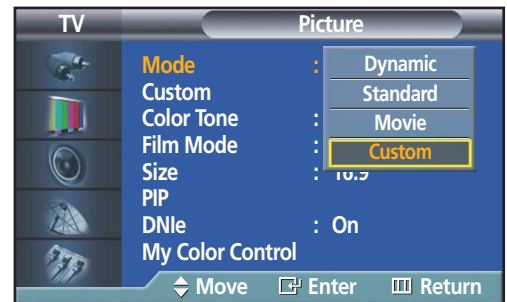 TV Picture
Mode : Dynamic
Custom Standard
Color Tone : Movie
Film Mode : Custom
Size : 16:9
PIP
DNIe : On
My Color Control
Move Enter Return